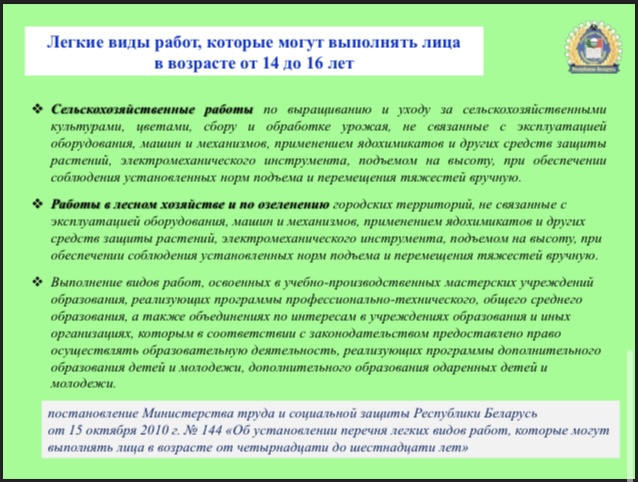 Легкие виды работ, которые могут выполнять лица
в возрасте от 14 до 16 лет
❖ Сельскохозяйственные работы по выращиванию и уходу за сельскохозяйственными
культурами, цветами, сбору и обработке урожая, не связанные с эксплуатацией
оборудования, машин и механизмов, применением ядохимикатов и других средств защиты
растений, электромеханического инструмента, подъемом на высоту, при обеспечении
соблюдения установленных норм подъема и перемещения тяжестей вручную.
❖ Работы в лесном хозяйстве и по озеленению городских территорий, не связанные с
эксплуатацией оборудования, машин и механизмов, применением ядохимикатов и других
средств защиты растений, электромеханического инструмента, подъемом на высоту, при
обеспечении соблюдения установленных норм подъема и перемещения тяжестей вручную.
❖ Выполнение видов работ, освоенных в учебно-производственных мастерских учреждений
образования, реализующих программы профессионально-технического, общего среднего
образования, а также объединениях по интересам в учреждениях образования и иных
организациях, которым в соответствии с законодательством предоставлено право
осуществлять образовательную деятельность, реализующих программы дополнительного
образования детей и молодежи, дополнительного образования одаренных детей и
молодежи.
постановление Министерства труда и социальной защиты Республики Беларусь
от 15 октября 2010 г. № 144 «Об установлении перечня легких видов работ, которые могут
выполнять лица в возрасте от четырнадцати до шестнадцати лет»